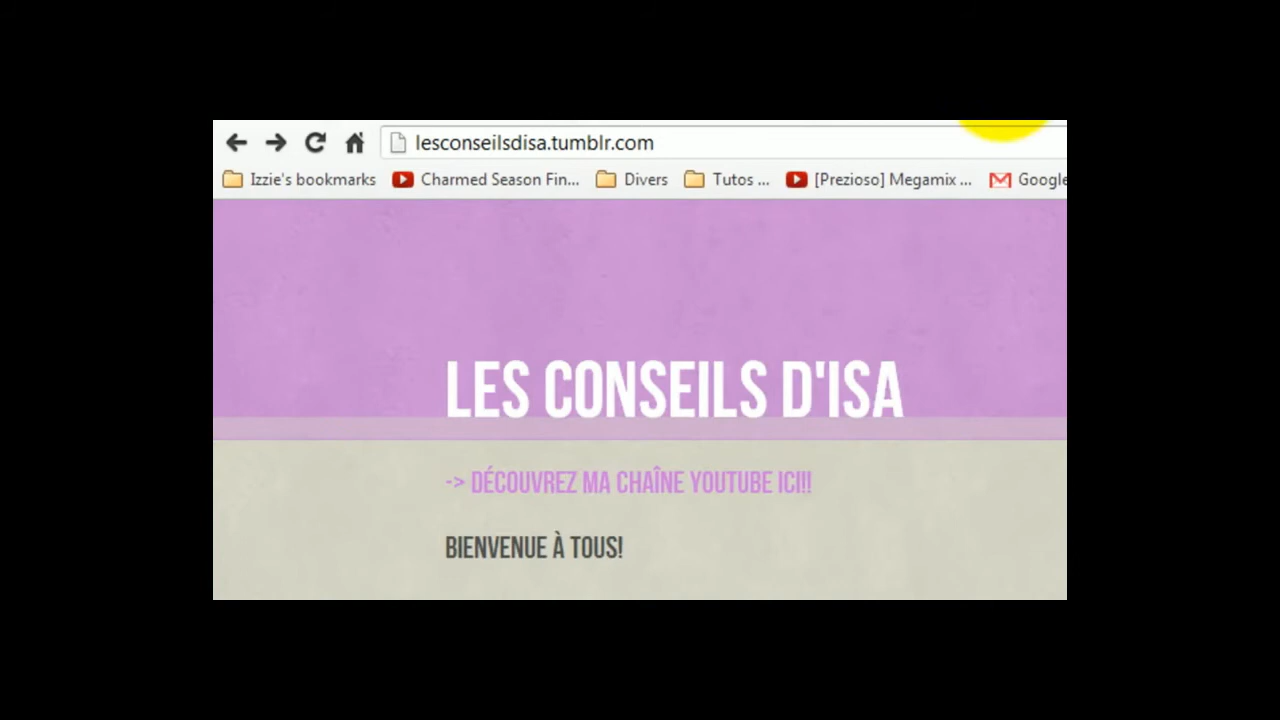 lesconseilsdisa.tumblr.com
Izzie's bookmarks Charmed Season Fin... Divers Tutos ... [Prezioso] Megamix ... Google
LES CONSEILS D'ISA
-> DÉCOUVREZ MA CHAÎNE YOUTUBE ICI!!
BIENVENUE À TOUS!